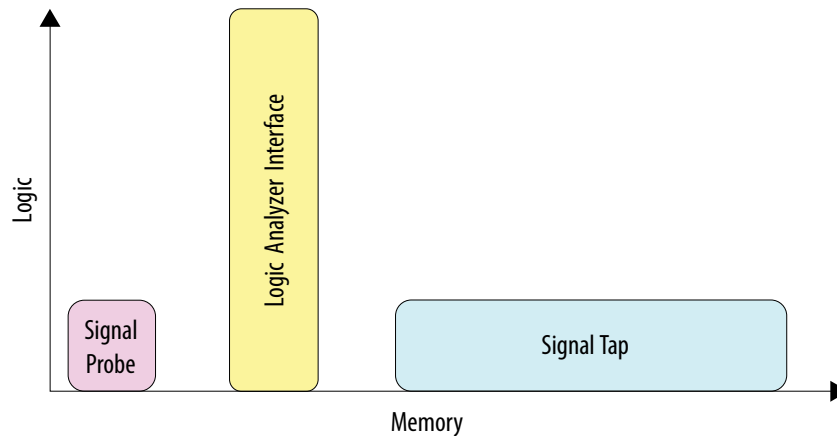 Logic
Signal
Probe
Logic Analyzer Interface
Signal Tap
Memory